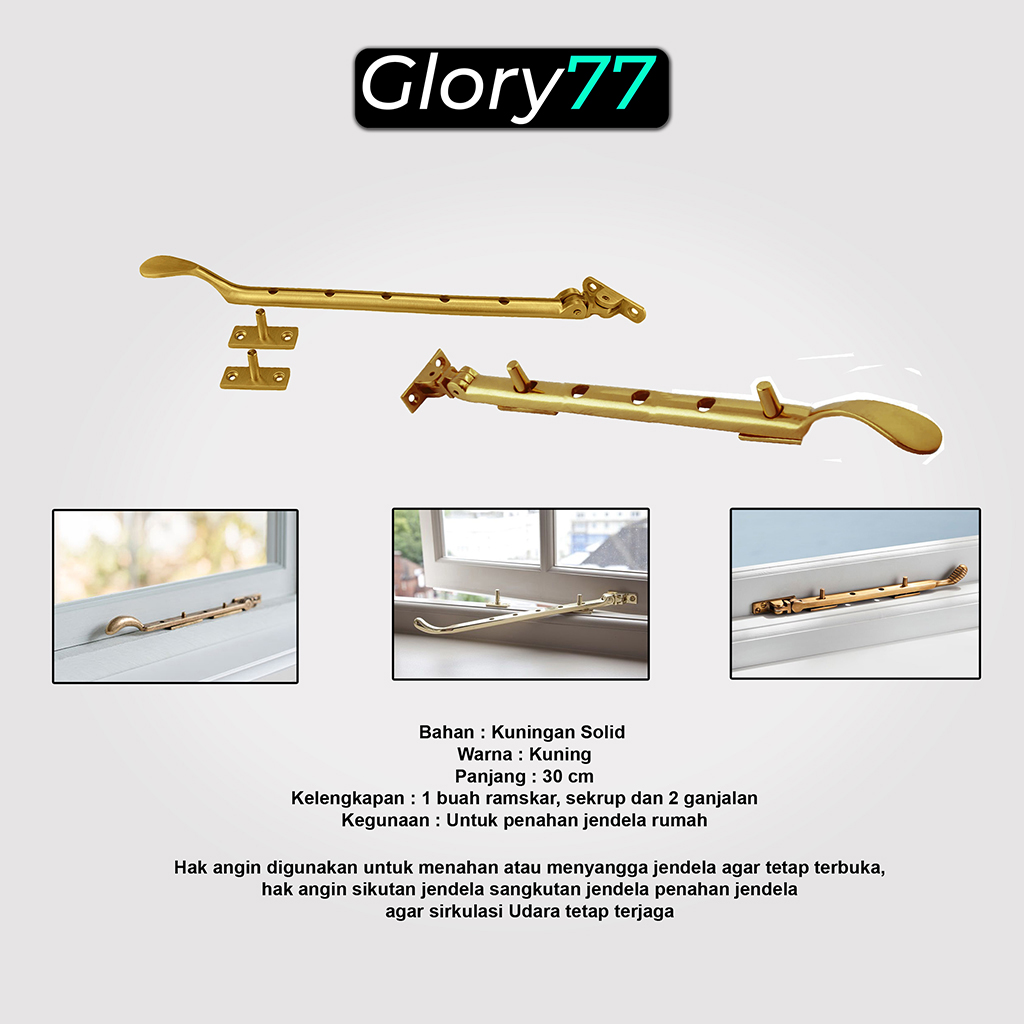 Glory77
Bahan : Kuningan Solid
Warna : Kuning
Panjang : 30 cm
Kelengkapan : 1 buah ramskar, sekrup dan 2 ganjalan
Kegunaan : Untuk penahan jendela rumah
Hak angin digunakan untuk menahan atau menyangga jendela agar tetap terbuka,
hak angin sikutan jendela sangkutan jendela penahan jendela
agar sirkulasi Udara tetap terjaga